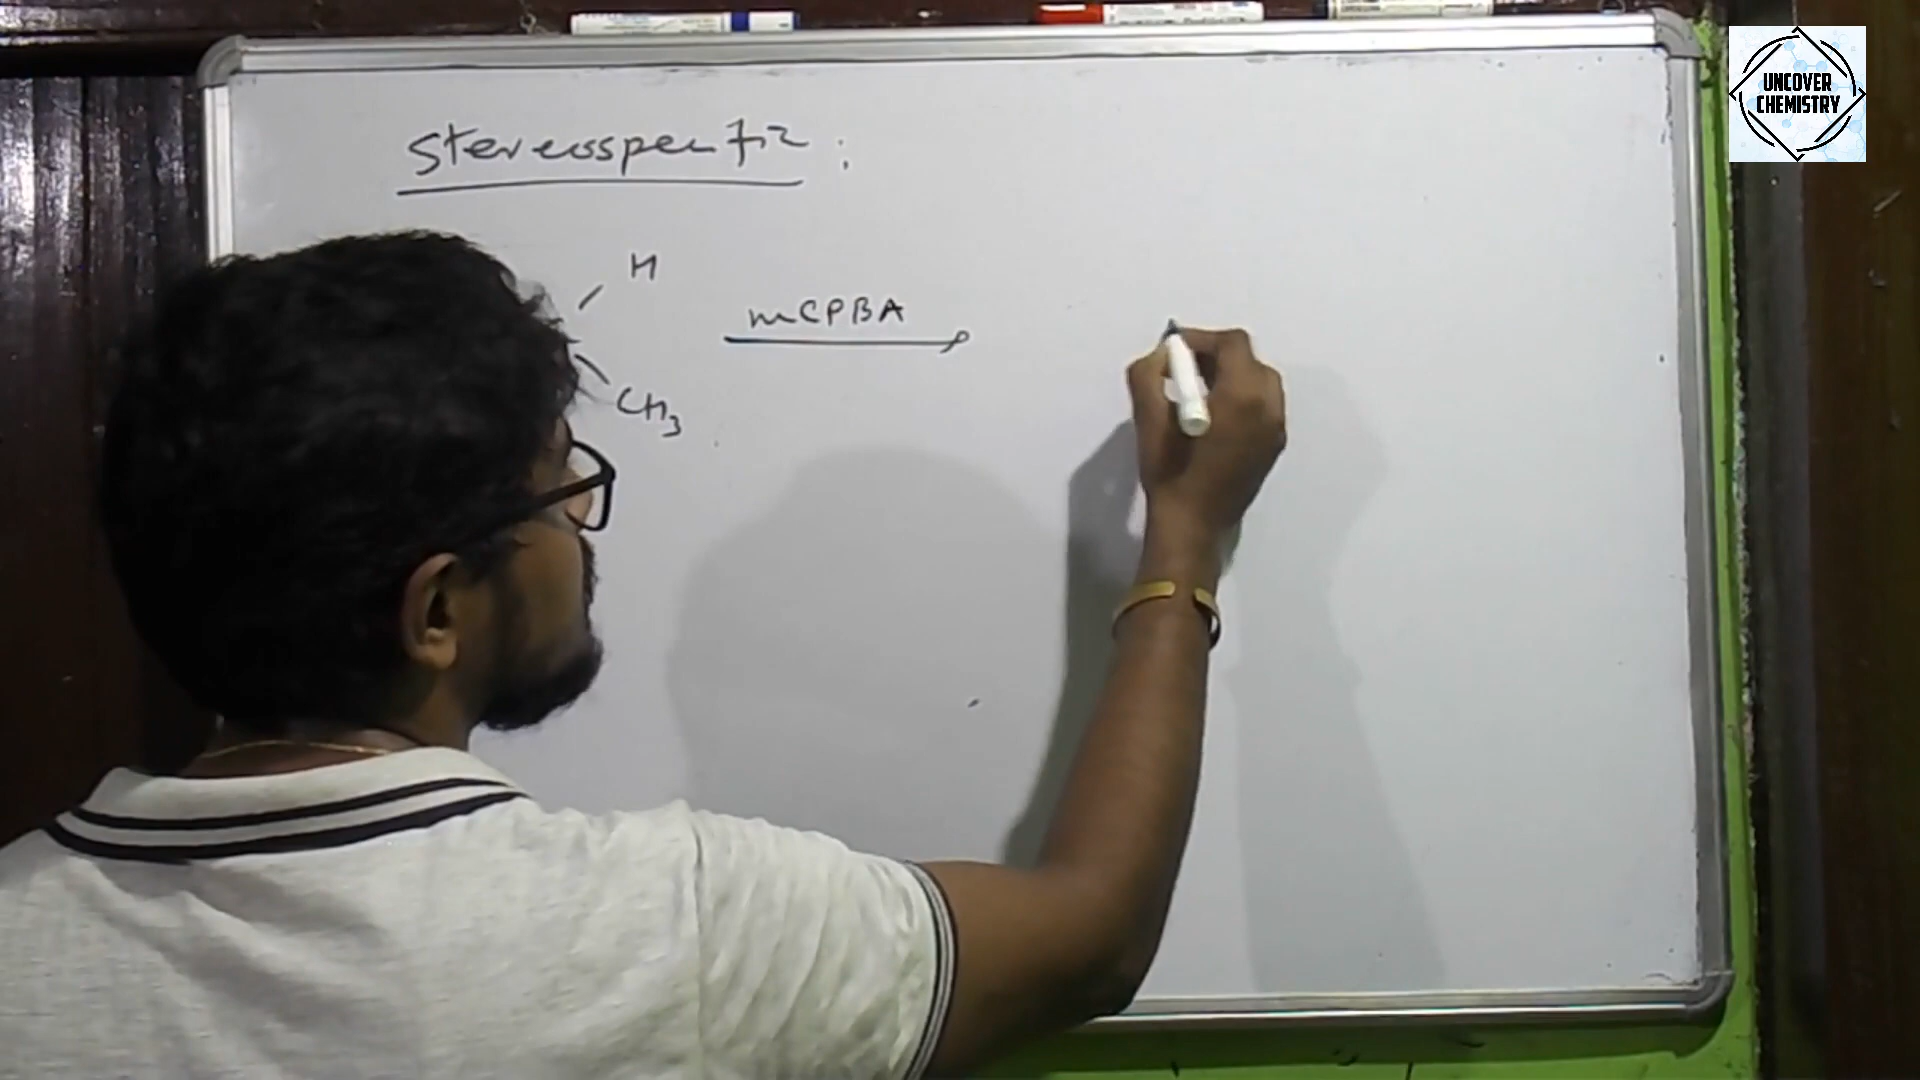 UNCOVER
CHEMISTRY
Stereospecific :
H
mCPBA
CH3